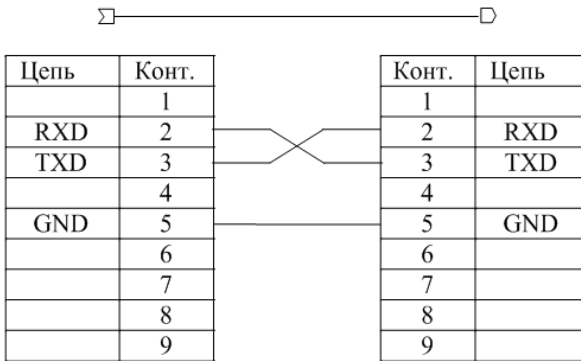 Цепь Конт. Конт. Цепь
1 1
RXD 2 2 RXD
TXD 3 3 TXD
4 4
GND 5 5 GND
6 6
7 7
8 8
9 9